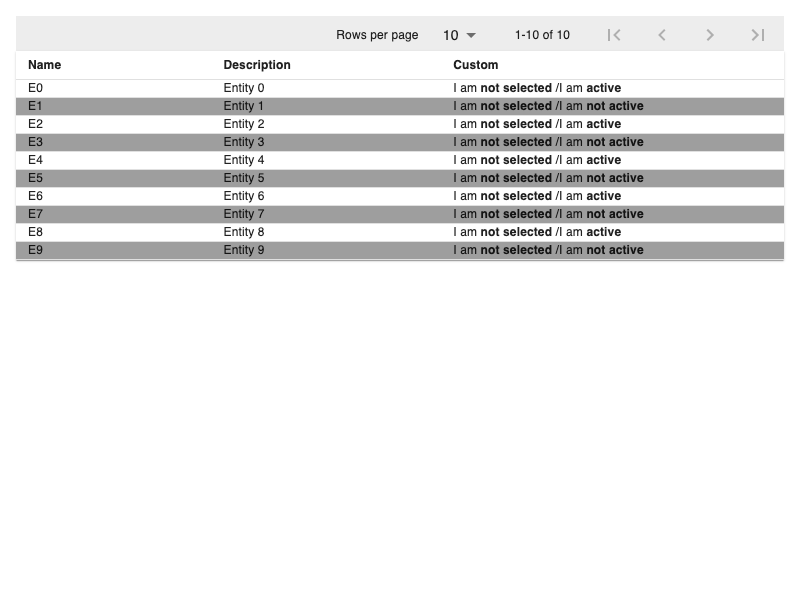 Rows per page 10 1-10 of 10
Name Description Custom
E0 Entity 0 I am not selected /I am active
E1 Entity 1 I am not selected /I am not active
E2 Entity 2 I am not selected /I am active
E3 Entity 3 I am not selected /I am not active
E4 Entity 4 I am not selected /I am active
E5 Entity 5 I am not selected /I am not active
E6 Entity 6 I am not selected /I am active
E7 Entity 7 I am not selected /I am not active
E8 Entity 8 I am not selected /I am active
E9 Entity 9 I am not selected /I am not active